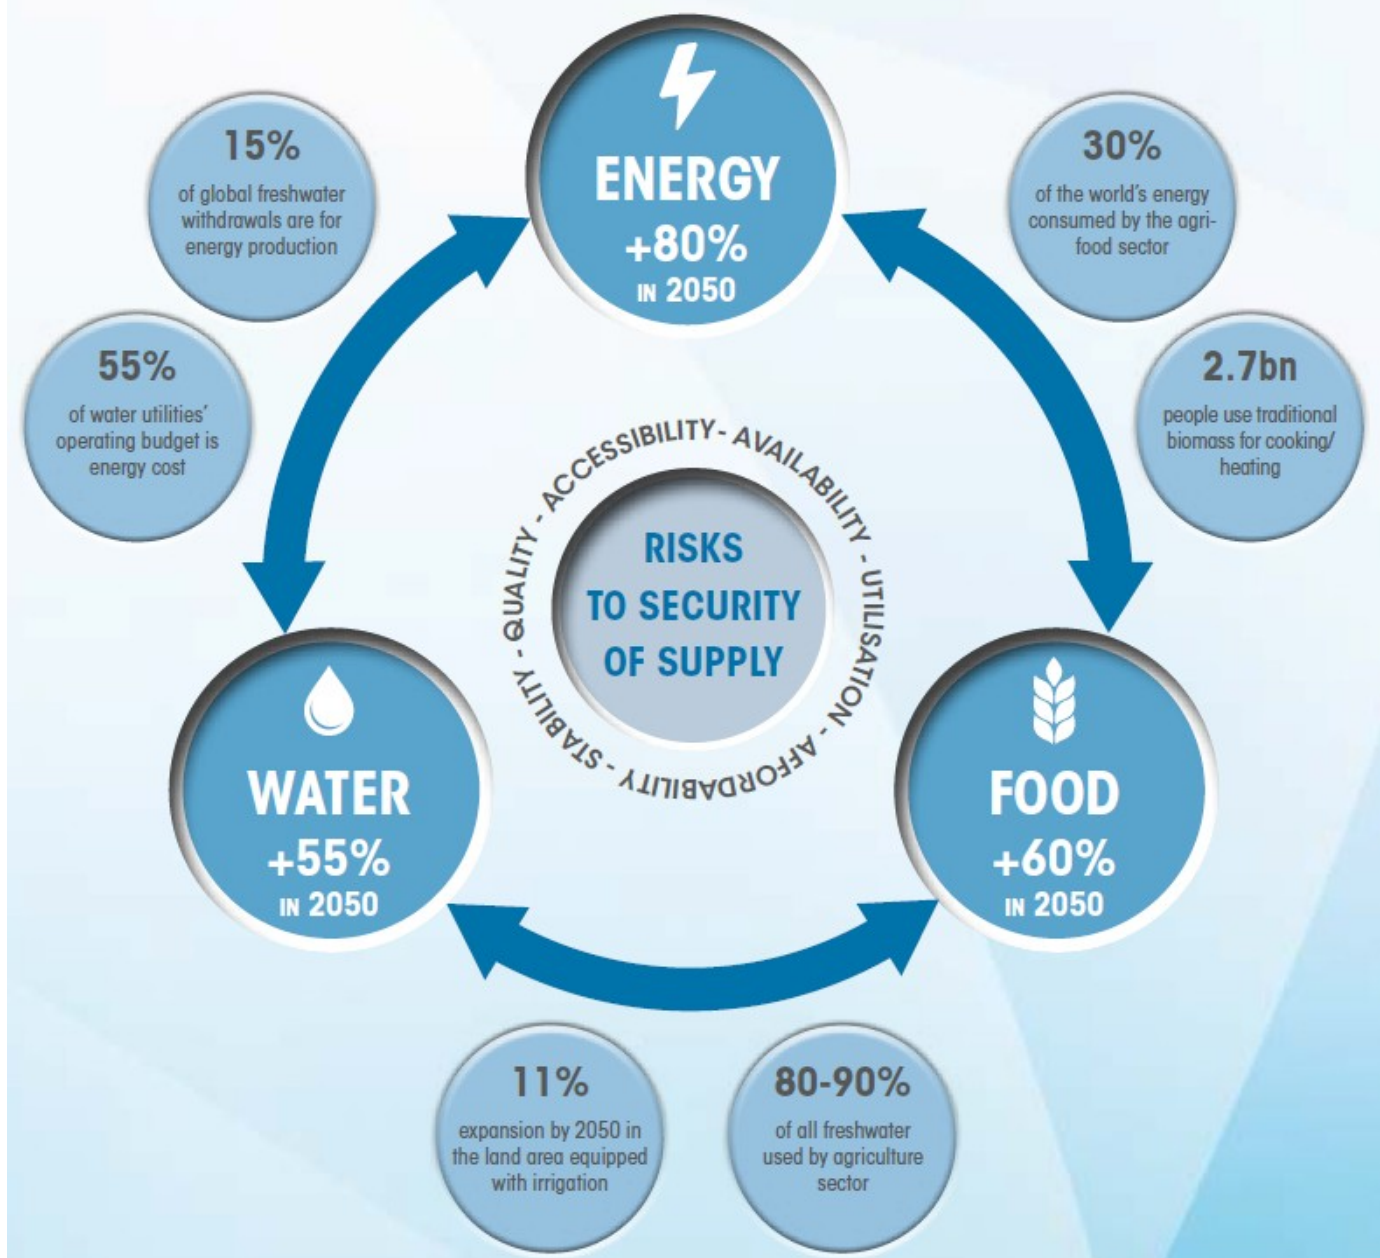 ENERGY
+80%
IN 2050
15%
of global freshwater
withdrawals are for
energy production
55%
of water utilities’
operating budget is
energy cost
30%
of the world’s energy
consumed by the agri-
food sector
2.7bn
people use traditional
biomass for cooking/
heating
QUALITY - ACCESSIBILITY - AVAILABILITY - UTILISATION - AFFORDABILITY - STABILITY -
RISKS
TO SECURITY
OF SUPPLY
WATER
+55%
IN 2050
FOOD
+60%
IN 2050
11%
expansion by 2050 in
the land area equipped
with irrigation
80-90%
of all freshwater
used by agriculture
sector